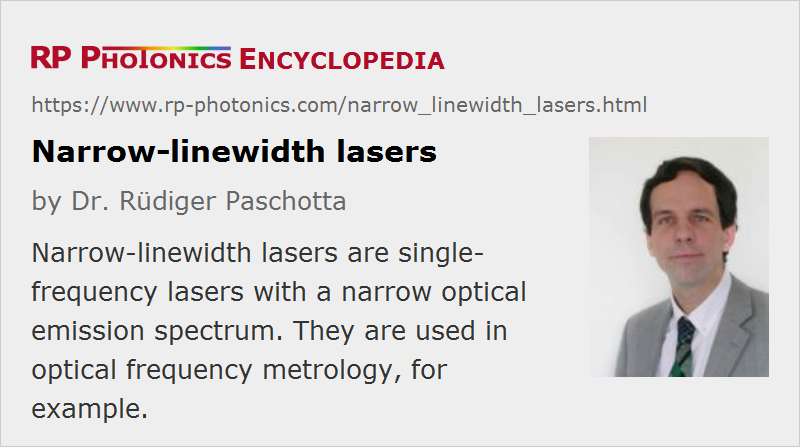 RP PHOTONICS ENCYCLOPEDIA
https://www.rp-photonics.com/narrow_linewidth_lasers.html
Narrow-linewidth lasers
by Dr. Rüdiger Paschotta
Narrow-linewidth lasers are single-
frequency lasers with a narrow optical
emission spectrum. They are used in
optical frequency metrology, for
example.